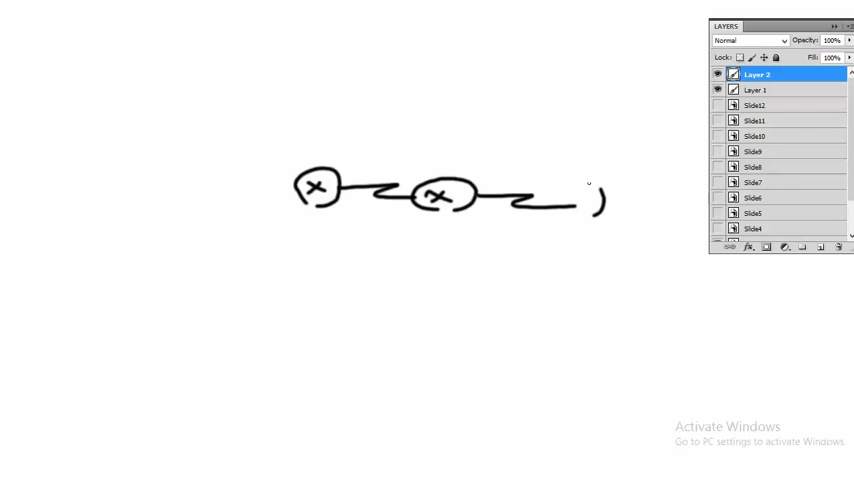 LAYERS
Normal Opacity: 100%
Lock: Fill: 100%
Layer 2
Layer 1
Slide12
Slide11
Slide10
Slide9
Slide8
Slide7
Slide6
Slide5
Slide4
x x
Activate Windows
Go to PC settings to activate Windows.